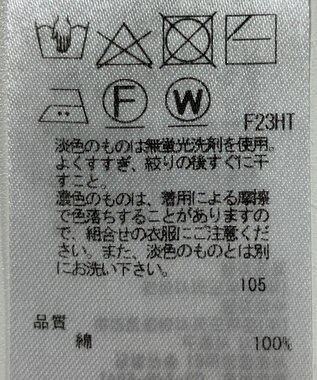 F
W
F23HT
淡色のものは無蛍光洗剤を使用。
よくすすぎ、絞りの後すぐに干
すこと。
濃色のものは、着用による摩擦
で色落ちすることがありますの
で、組合せの衣服にご注意くださ
い。また、淡色のものとは別
にお洗い下さい。
105
品質
綿 100%